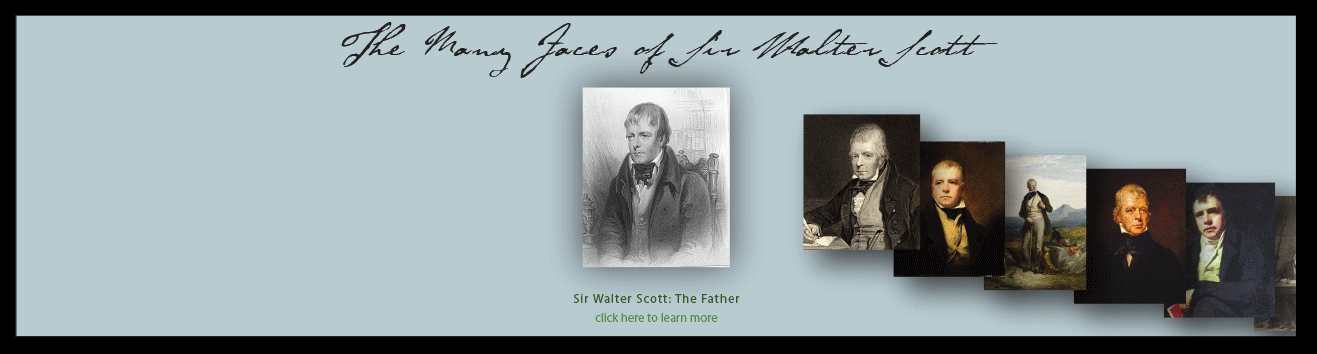 The Many Faces of Sir Walter Scott
Sir Walter Scott: The Father
click here to learn more